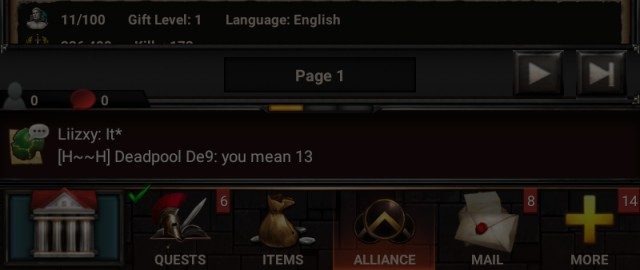 11/100 Gift Level: 1 Language: English
Page 1
0 0
Liizxy: It*
[H~~H] Deadpool De9: you mean 13
6 8 14
QUESTS ITEMS ALLIANCE MAIL MORE